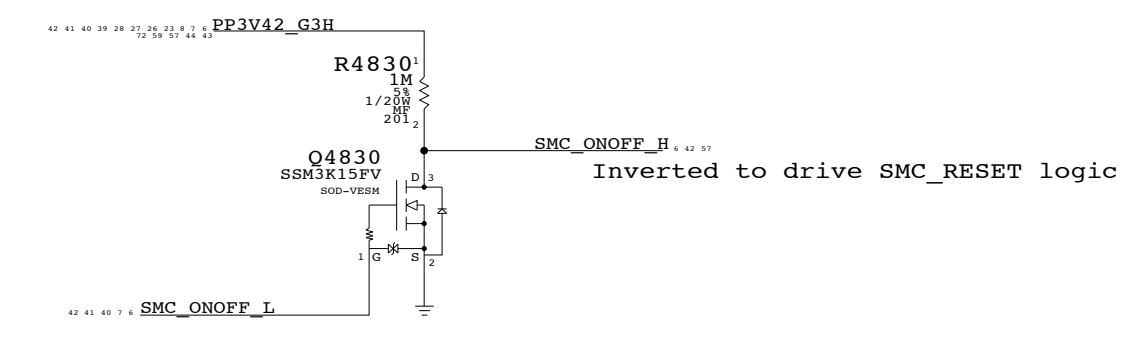 42 41 40 39 28 27 26 23 8 7 6 PP3V42_G3H
72 59 57 44 43
R4830 1
1M
5%
1/20W
MF
201 2
SMC_ONOFF_H 6 42 57
Inverted to drive SMC_RESET logic
Q4830
SSM3K15FV
SOD-VESM
D 3
1 G S 2
42 41 40 7 6 SMC_ONOFF_L